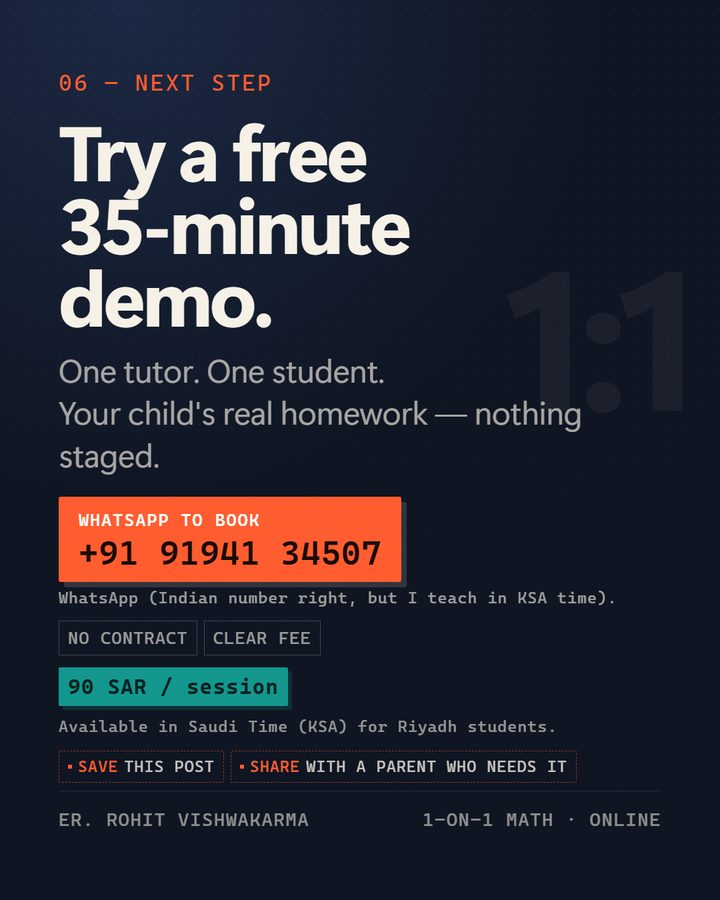 06 — NEXT STEP
Try a free
35-minute
demo.
1:1
One tutor. One student.
Your child's real homework — nothing
staged.
WHATSAPP TO BOOK
+91 91941 34507
WhatsApp (Indian number right, but I teach in KSA time).
NO CONTRACT CLEAR FEE
90 SAR / session
Available in Saudi Time (KSA) for Riyadh students.
▪ SAVE THIS POST ▪ SHARE WITH A PARENT WHO NEEDS IT
ER. ROHIT VISHWAKARMA 1-ON-1 MATH · ONLINE